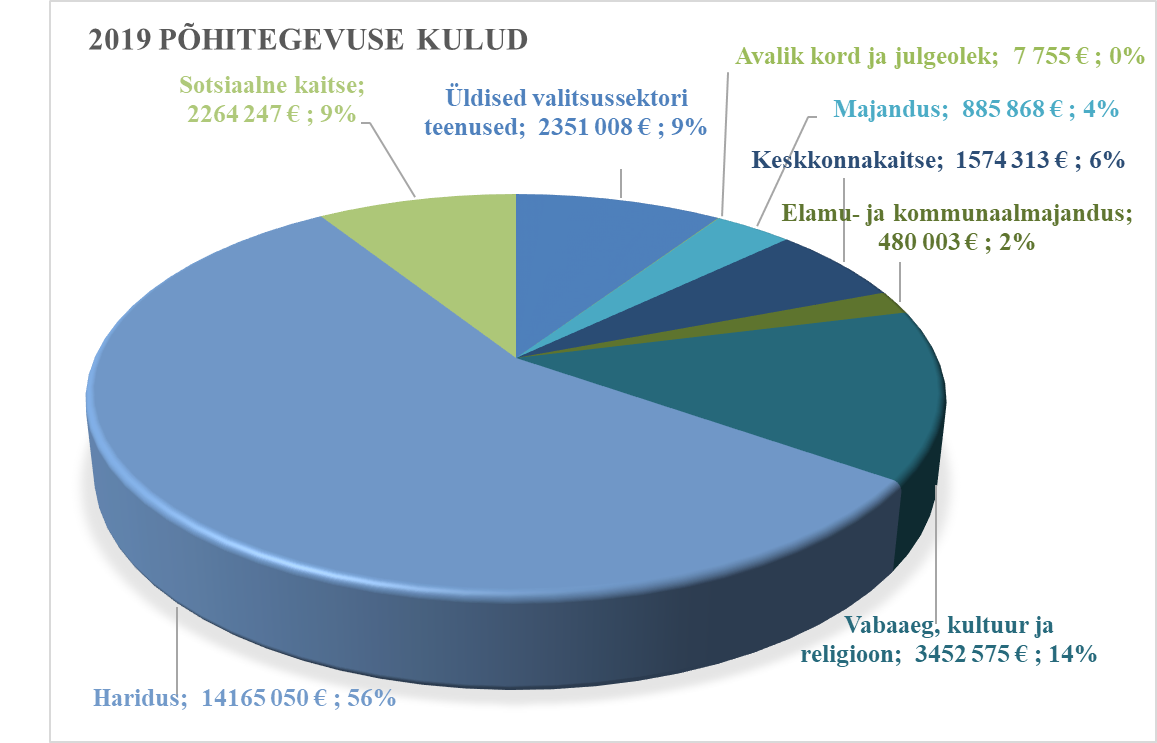 2019 PÕHITEGEVUSE KULUD
Avalik kord ja julgeolek; 7 755 € ; 0%
Sotsiaalne kaitse;
2264 247 € ; 9%
Üldised valitsussektori
teenused; 2351 008 € ; 9%
Majandus; 885 868 € ; 4%
Keskkonnakaitse; 1574 313 € ; 6%
Elamu- ja kommunaalmajandus;
480 003 € ; 2%
Vabaaeg, kultuur ja
religioon; 3452 575 € ; 14%
Haridus; 14165 050 € ; 56%